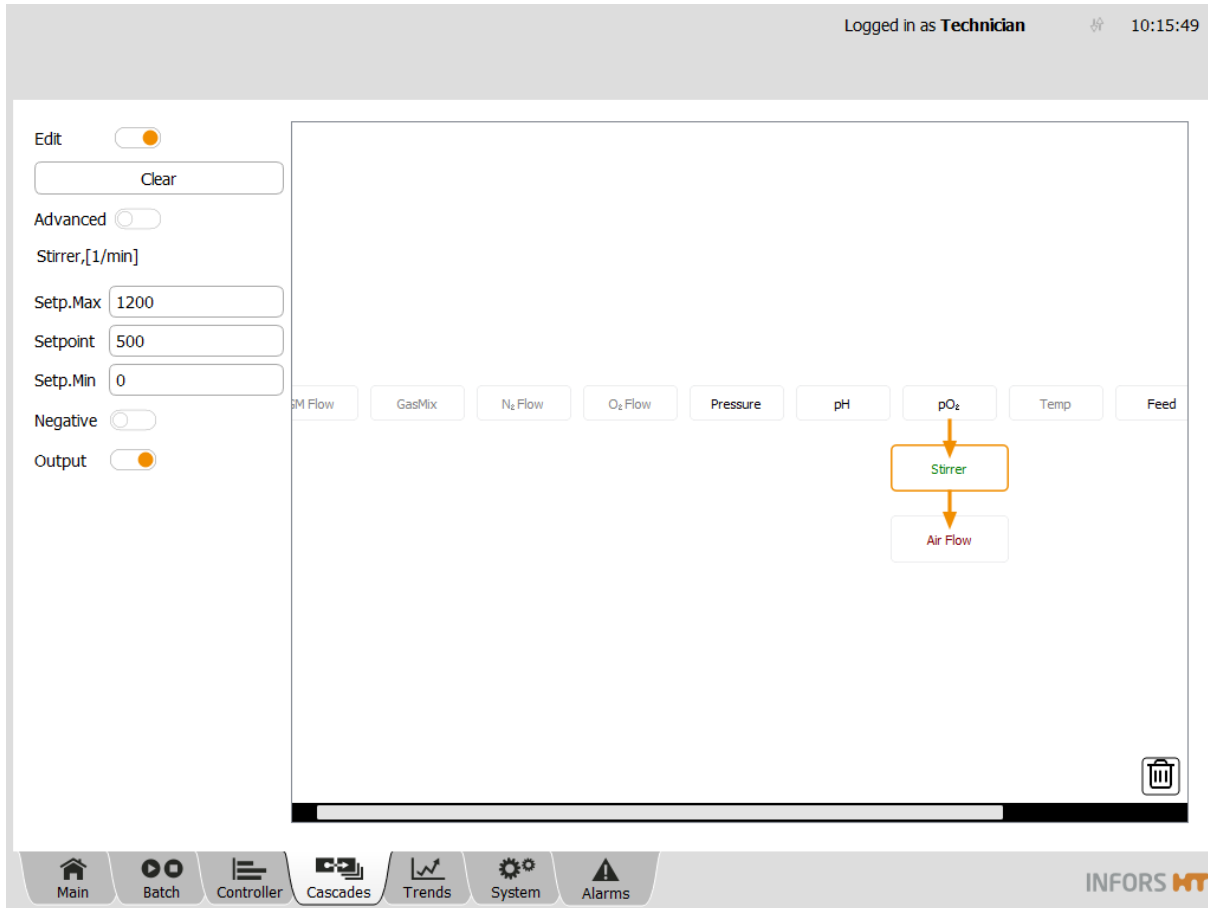 Logged in as Technician 10:15:49
Edit
Clear
Advanced
Stirrer,[1/min]
Setp.Max 1200
Setpoint 500
Setp.Min 0
Negative
Output
GM Flow GasMix N₂ Flow O₂ Flow Pressure pH pO₂ Temp Feed
Stirrer
Air Flow
Main Batch Controller Cascades Trends System Alarms
INFORS HT